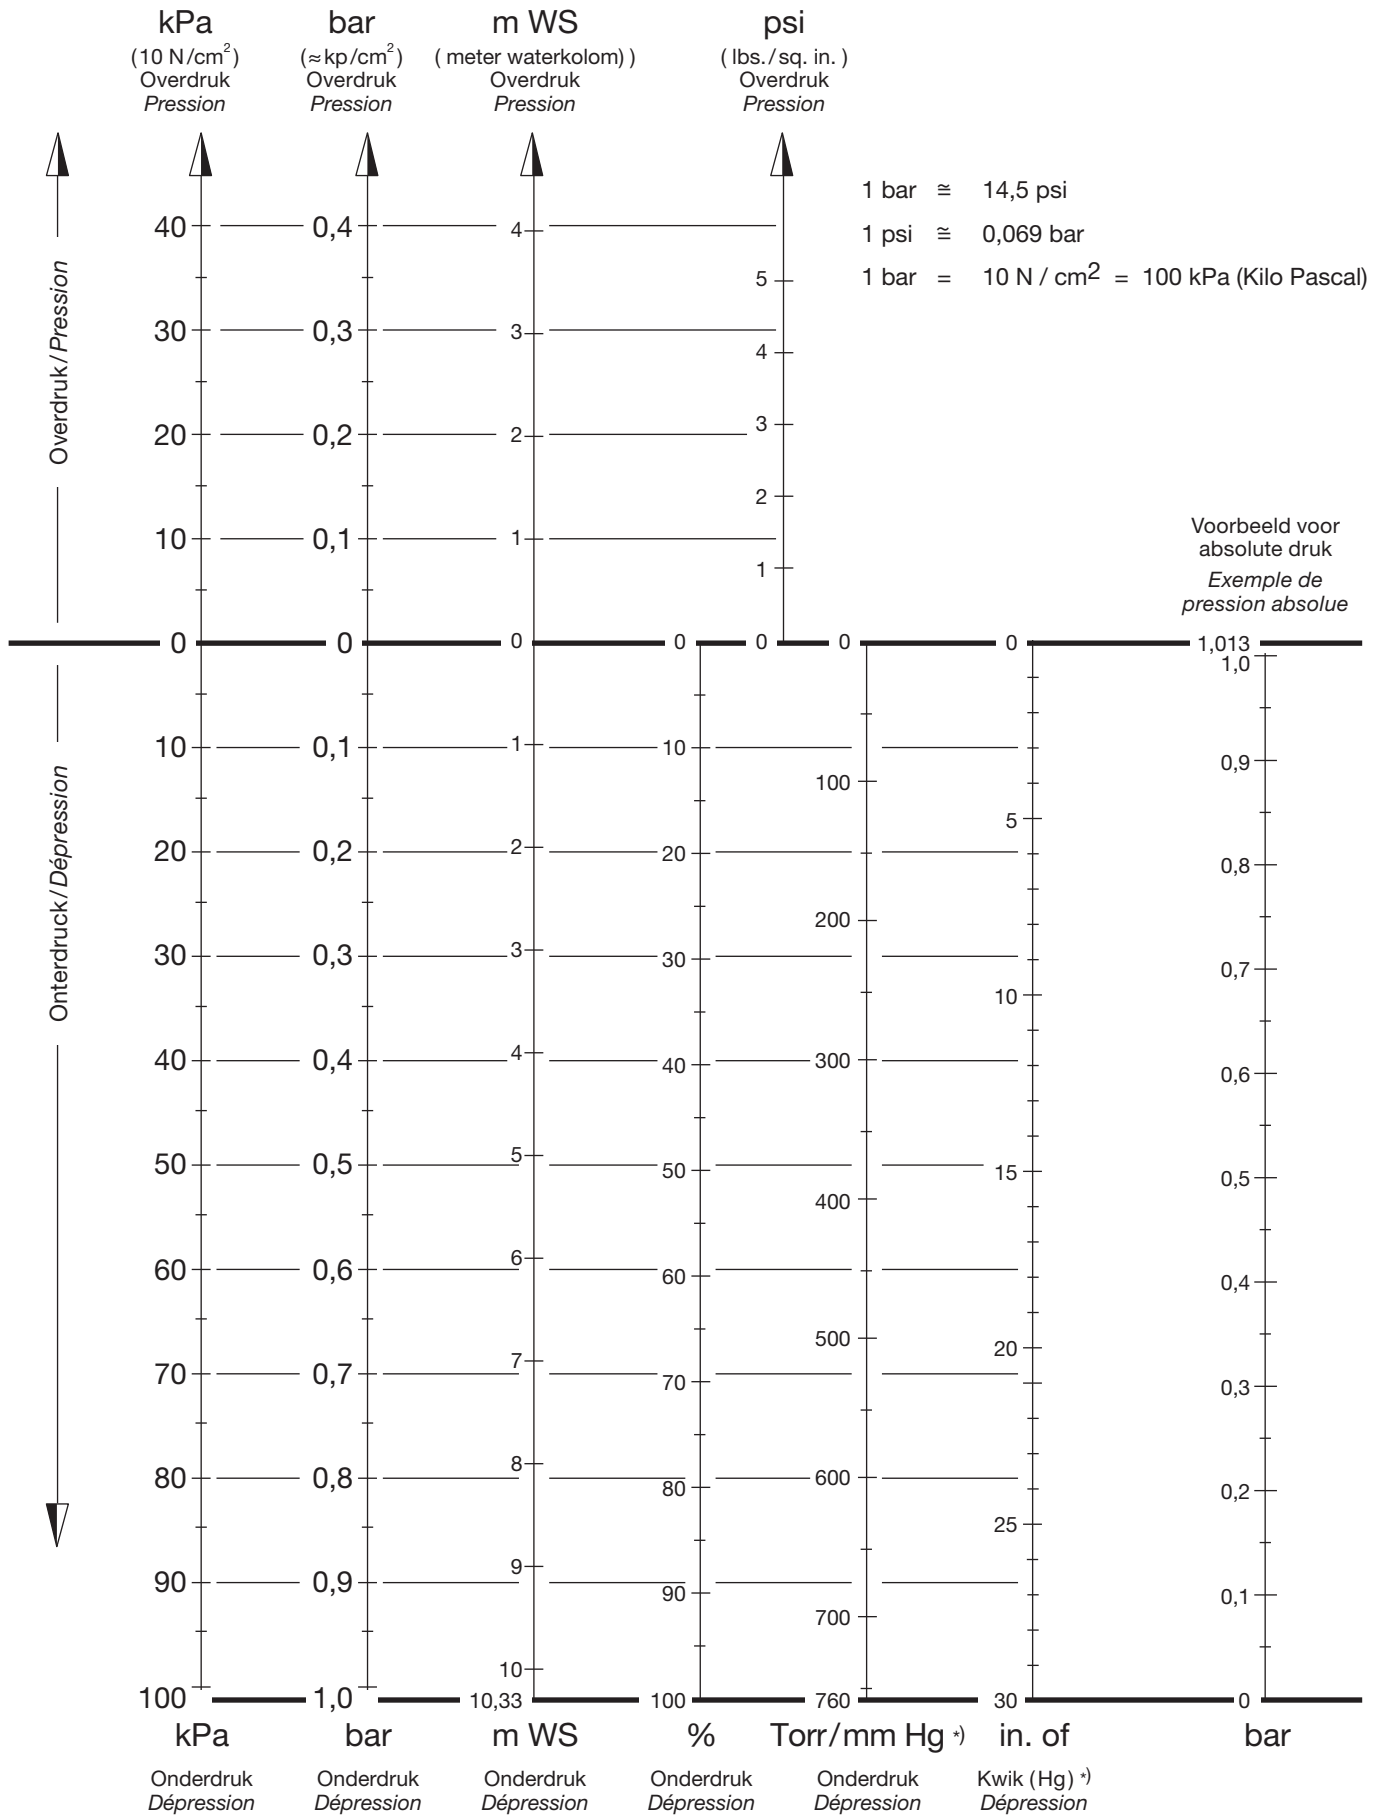 kPa bar m WS psi
(10 N/cm²) (≈kp/cm²) (meter waterkolom)) (lbs./sq. in.)
Overdruk Overdruk Overdruk Overdruk
Pression Pression Pression Pression
1 bar ≅ 14,5 psi
1 psi ≅ 0,069 bar
1 bar = 10 N / cm2 = 100 kPa (Kilo Pascal)
Overdruk/Pression
40 0,4 4
5
30 0,3 3
4
20 0,2 2
3
2
10 0,1 1
1
Voorbeeld voor
absolute druk
Exemple de
pression absolue
0 0 0 0 0 0 0 1,013
1,0
Onterdruck/Dépression
10 0,1 1 10
0,9
100
5
20 0,2 2 20
0,8
200
30 0,3 3 30
0,7
10
40 0,4 4 40 300
0,6
50 0,5 5 50 15
0,5
400
60 0,6 6 60
0,4
500
20
70 0,7 7 70
0,3
80 0,8 8 80 600
0,2
25
90 0,9 9 90
0,1
700
10
100 1,0 10,33 100 760 30 0
kPa bar m WS % Torr/mm Hg *) in. of bar
Onderdruk Onderdruk Onderdruk Onderdruk Onderdruk Kwik (Hg) *)
Dépression Dépression Dépression Dépression Dépression Dépression